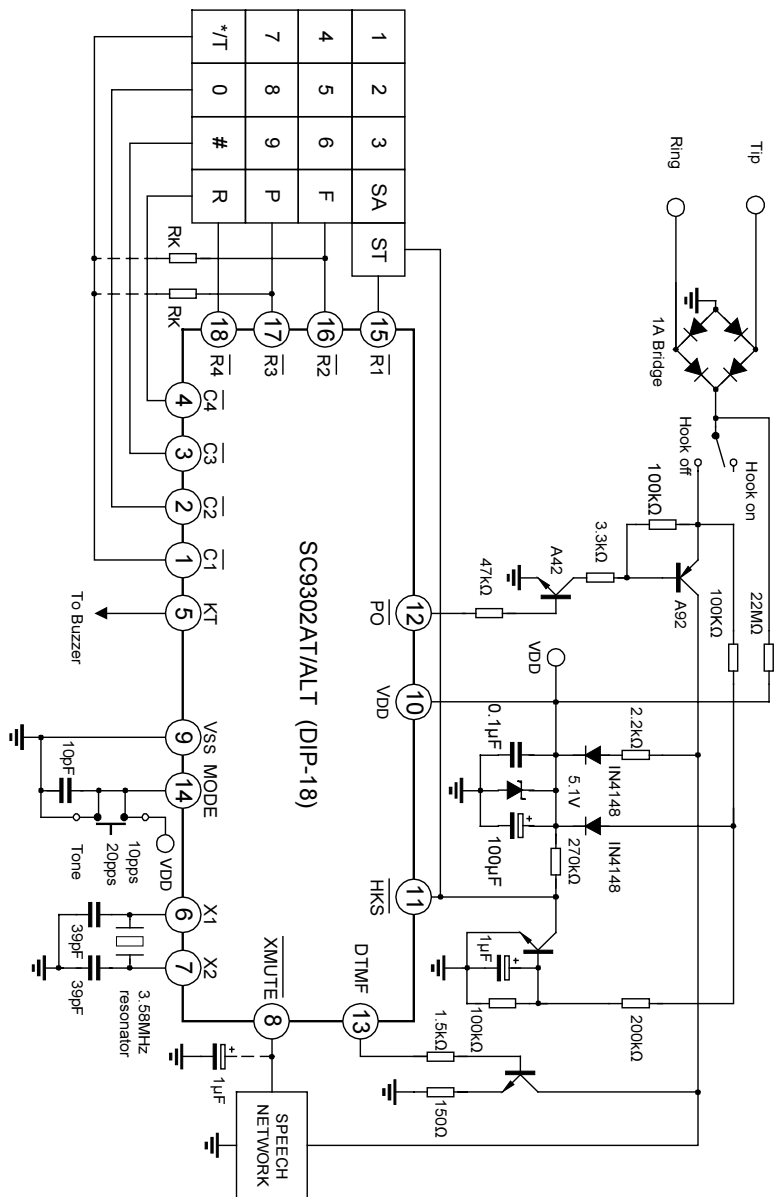 Tip
Ring
1A Bridge
Hook on
Hook off
22MΩ
100KΩ
100kΩ
A92
3.3kΩ
A42
47kΩ
VDD
2.2kΩ
IN4148
IN4148
0.1μF
5.1V
100μF
+
270kΩ
1μF
+
100kΩ
200kΩ
1.5kΩ
150Ω
1 2 3 SA ST
4 5 6 F
7 8 9 P
*/T 0 # R
RK
RK
15 R1
16 R2
17 R3
18 R4
12 PO
10 VDD
11 HKS
13 DTMF
8 XMUTE
SC9302AT/ALT (DIP-18)
4 C4
3 C3
2 C2
1 C1
5 KT
9 VSS
14 MODE
6 X1
7 X2
To Buzzer
10pF
VDD
10pps
20pps
Tone
39pF
39pF
3.58MHz
resonator
1μF
+
SPEECH
NETWORK